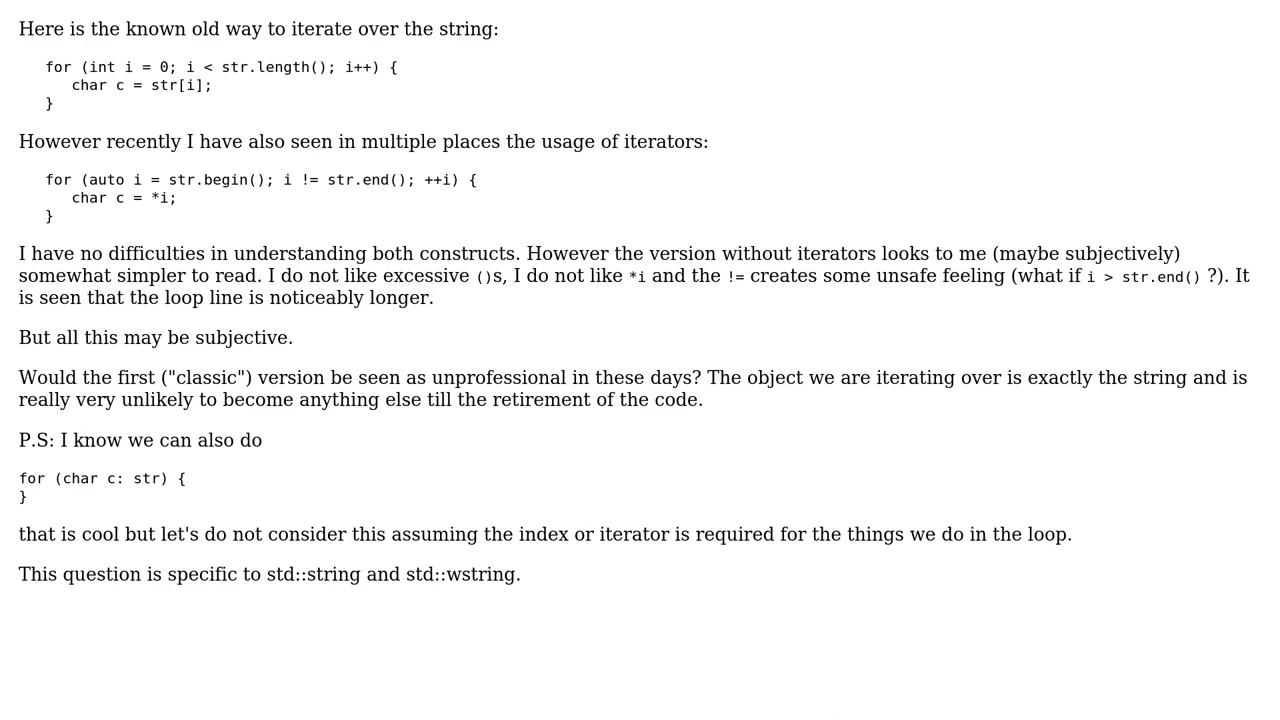 Here is the known old way to iterate over the string:
for (int i = 0; i < str.length(); i++) {
char c = str[i];
}
However recently I have also seen in multiple places the usage of iterators:
for (auto i = str.begin(); i != str.end(); ++i) {
char c = *i;
}
I have no difficulties in understanding both constructs. However the version without iterators looks to me (maybe subjectively)
somewhat simpler to read. I do not like excessive ()s, I do not like *i and the != creates some unsafe feeling (what if i > str.end() ?). It
is seen that the loop line is noticeably longer.
But all this may be subjective.
Would the first ("classic") version be seen as unprofessional in these days? The object we are iterating over is exactly the string and is
really very unlikely to become anything else till the retirement of the code.
P.S: I know we can also do
for (char c: str) {
}
that is cool but let's do not consider this assuming the index or iterator is required for the things we do in the loop.
This question is specific to std::string and std::wstring.